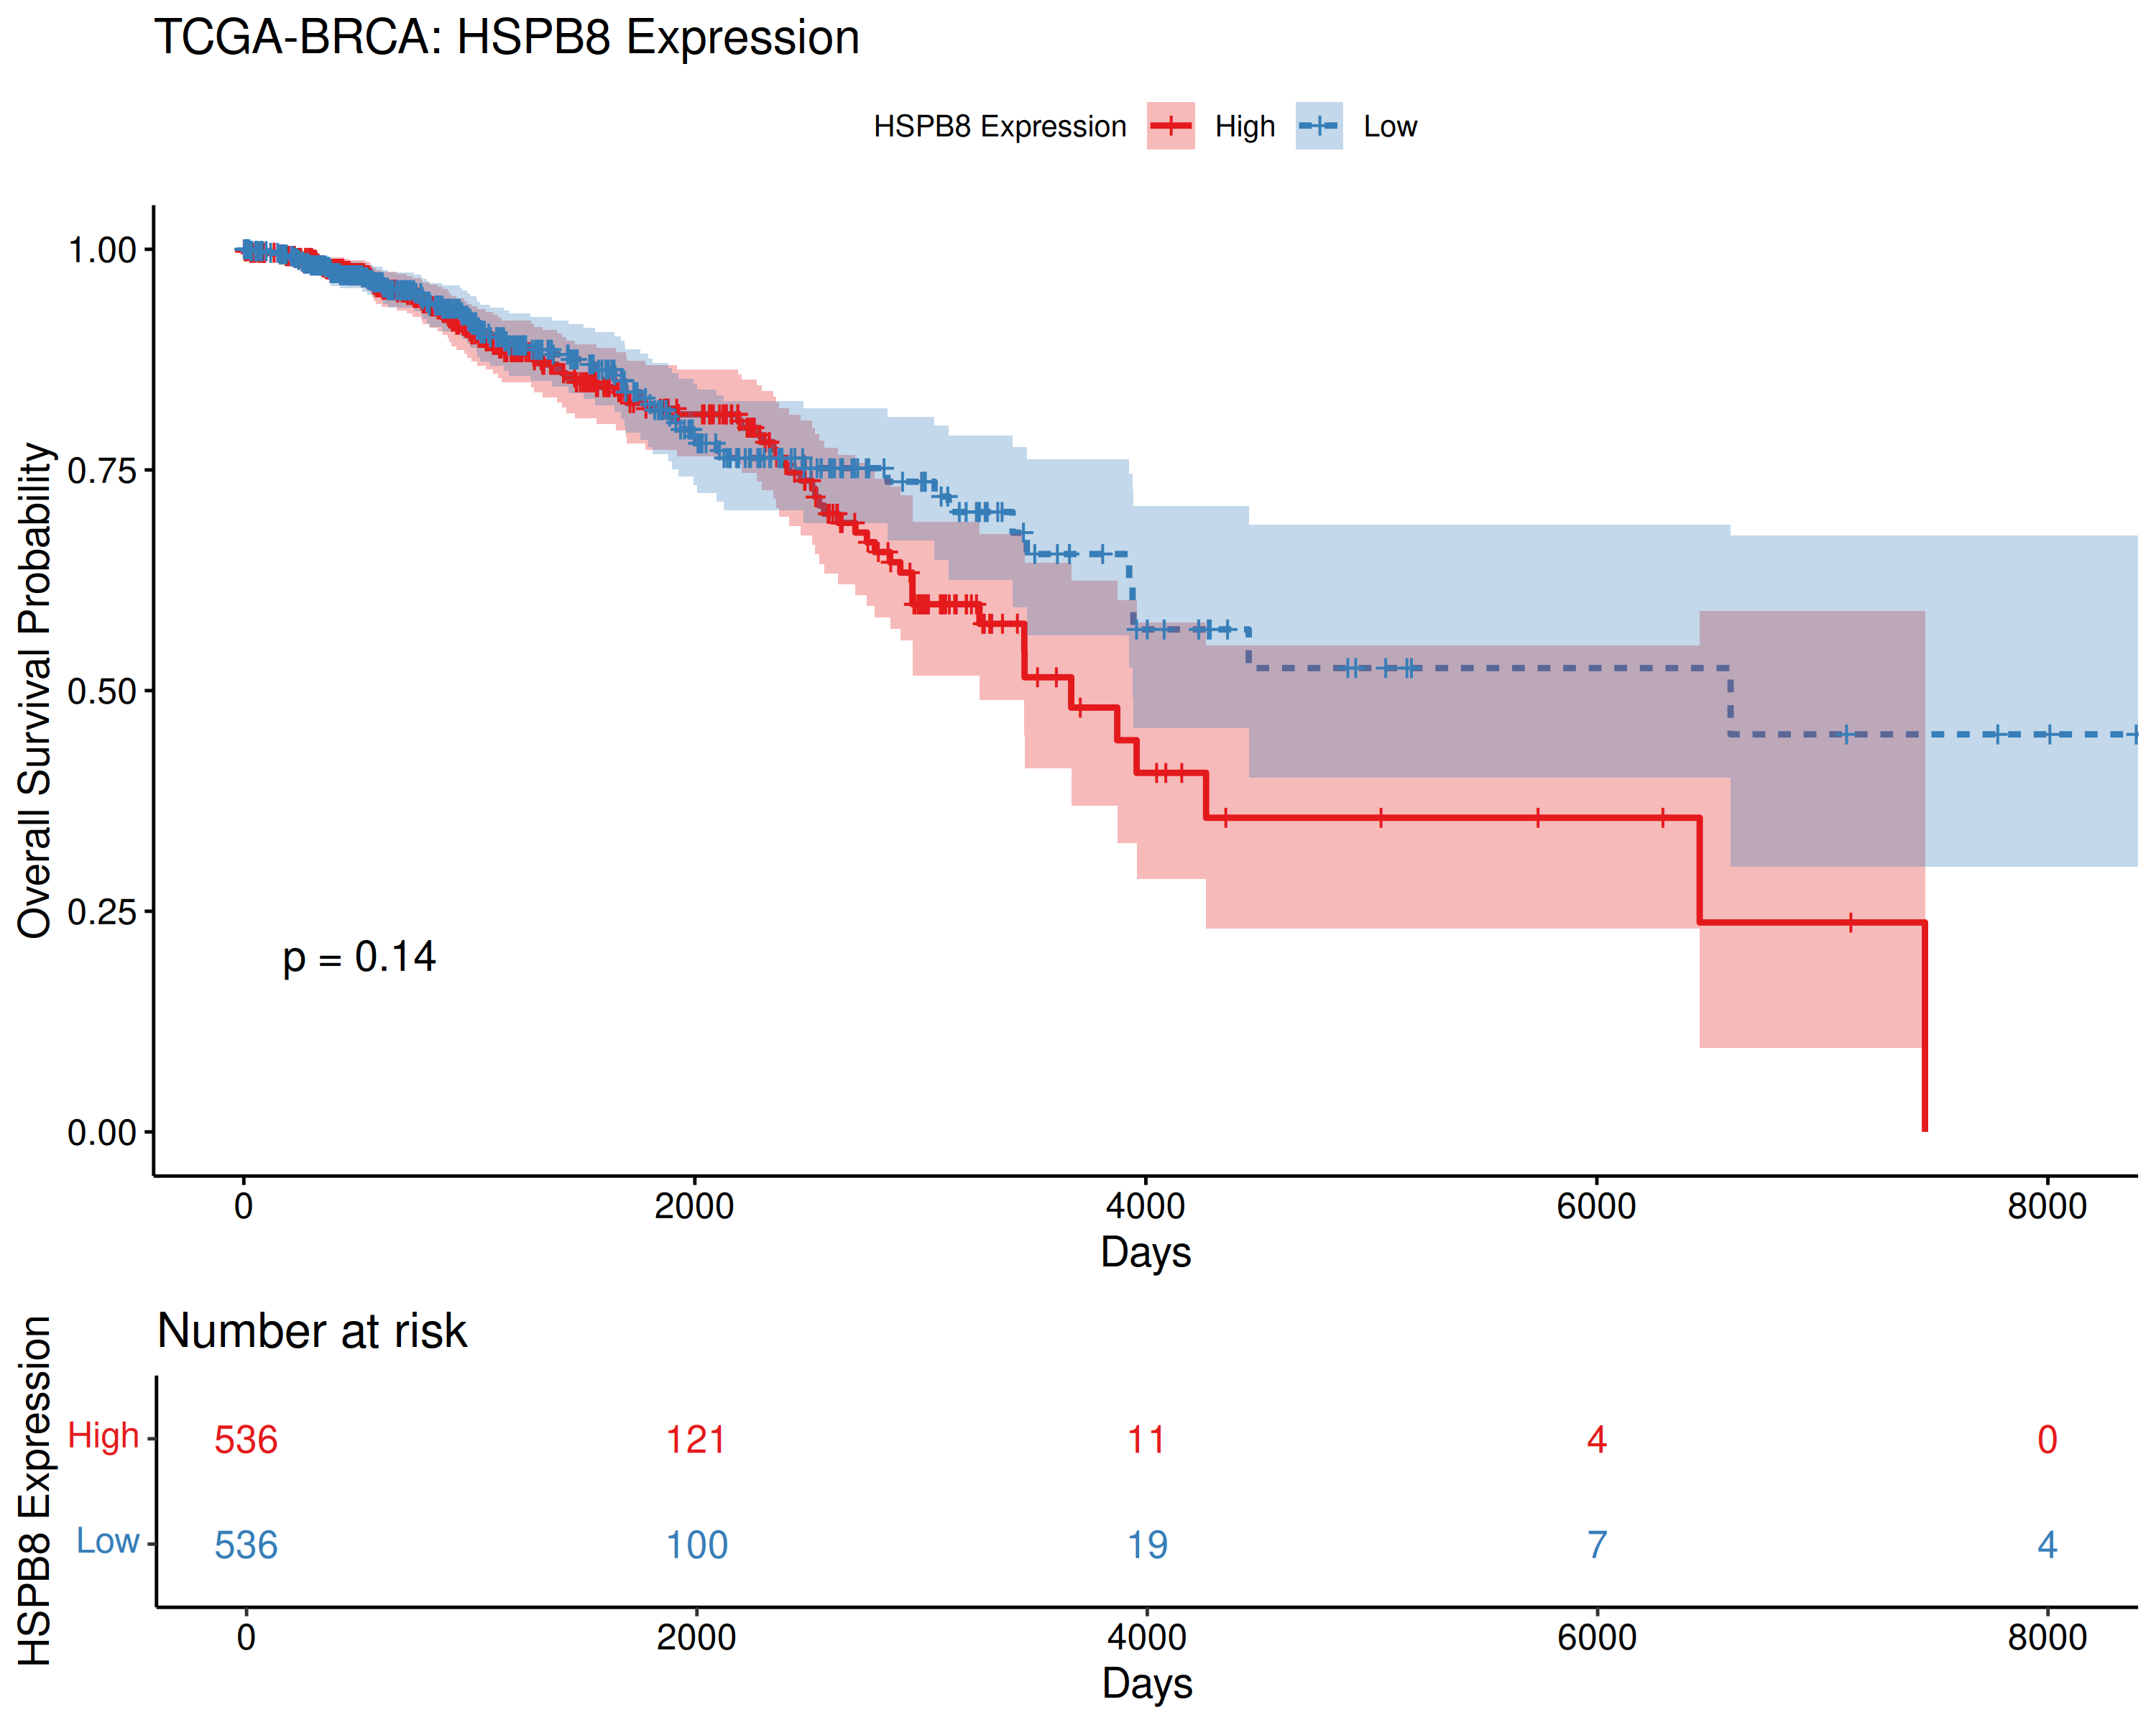 TCGA-BRCA: HSPB8 Expression
HSPB8 Expression High Low
Overall Survival Probability
1.00
0.75
0.50
0.25
0.00
p = 0.14
0 2000 4000 6000 8000
Days
Number at risk
HSPB8 Expression
High 536 121 11 4 0
Low 536 100 19 7 4
0 2000 4000 6000 8000
Days